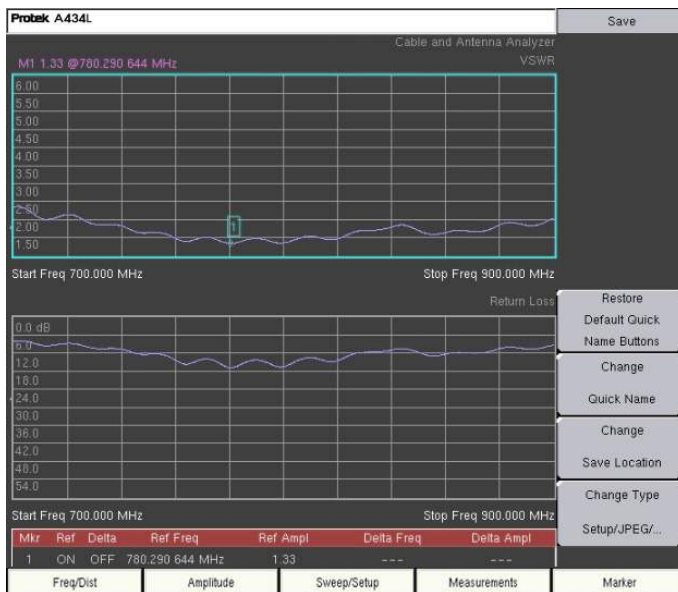 Protek A434L
Save
Cable and Antenna Analyzer
M1 1.33 @780.290 644 MHz
VSWR
6.00
5.50
5.00
4.50
4.00
3.50
3.00
2.50
2.00
1.50
1
Start Freq 700.000 MHz
Stop Freq 900.000 MHz
Return Loss
0.0 dB
6.0
12.0
18.0
24.0
30.0
36.0
42.0
48.0
54.0
Start Freq 700.000 MHz
Stop Freq 900.000 MHz
Restore
Default Quick
Name Buttons
Change
Quick Name
Change
Save Location
Change Type
Setup/JPEG/...
Mkr Ref Delta Ref Freq Ref Ampl Delta Freq Delta Ampl
1 ON OFF 780.290 644 MHz 1.33 --- ---
Freq/Dist Amplitude Sweep/Setup Measurements Marker